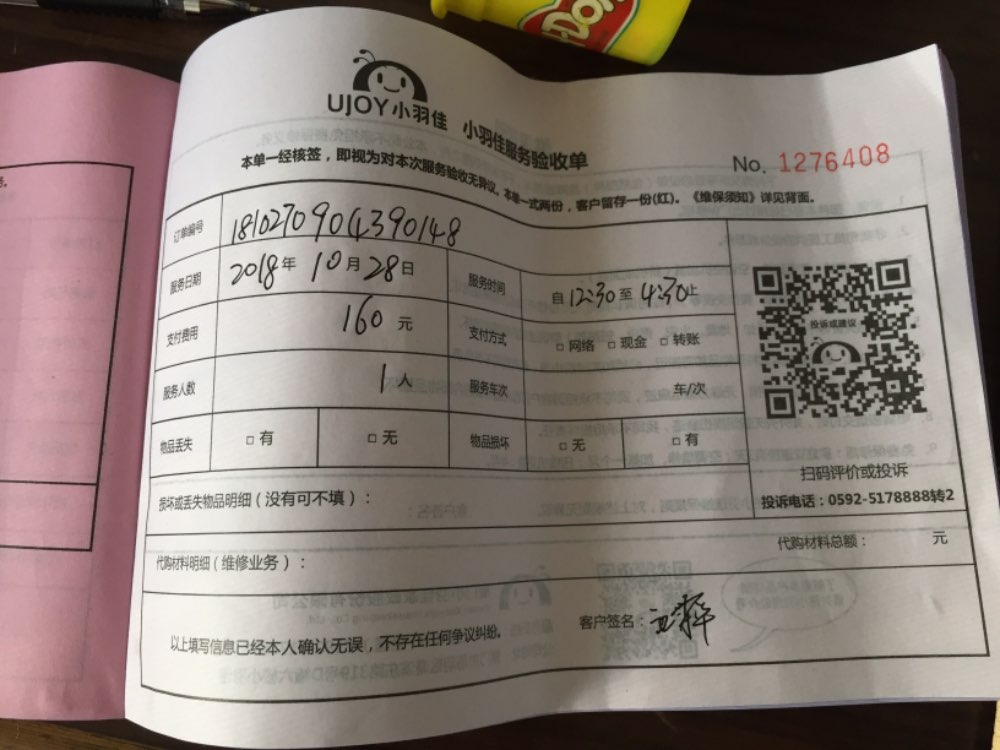 UJOY小羽佳 小羽佳服务验收单
本单一经核签，即视为对本次服务验收无异议。本单一式两份，客户留存一份(红)。《维保须知》详见背面。
No. 1276408
订单编号 1810270904390148
服务日期 2018年10月28日 服务时间 自12:30至4:30止
支付费用 160元 支付方式 □网络 □现金 □转账
服务人数 1人 服务车次 车/次
物品丢失 □有 □无 物品损坏 □无 □有
投诉或建议
扫码评价或投诉
投诉电话：0592-5178888转2
损坏或丢失物品明细（没有可不填）：
代购材料明细（维修业务）： 代购材料总额： 元
以上填写信息已经本人确认无误，不存在任何争议纠纷。 客户签名：